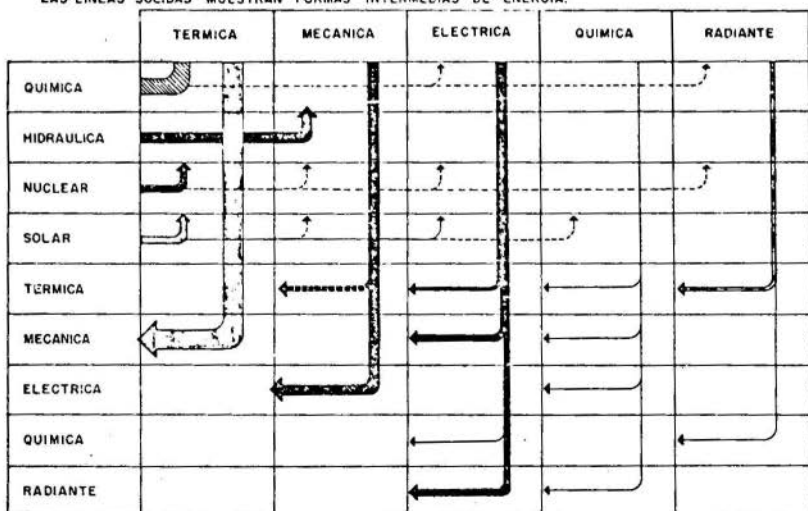 LAS LINEAS SOLIDAS MUESTRAN FORMAS INTERMEDIAS DE ENERGIA.
TERMICA MECANICA ELECTRICA QUIMICA RADIANTE
QUIMICA
HIDRAULICA
NUCLEAR
SOLAR
TERMICA
MECANICA
ELECTRICA
QUIMICA
RADIANTE